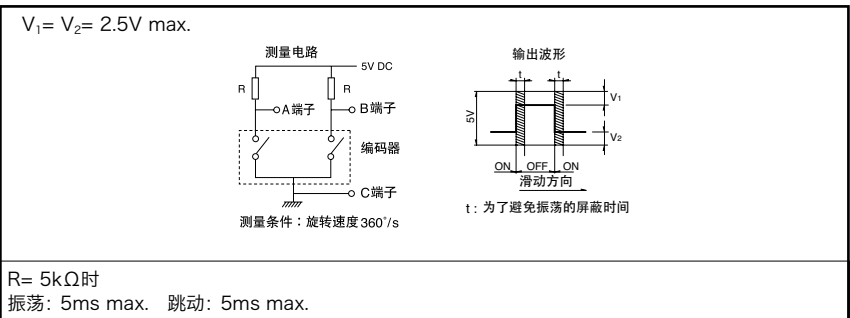 V₁= V₂= 2.5V max.
测量电路
5V DC
R
R
A端子
B端子
编码器
C端子
测量条件：旋转速度360°/s
输出波形
t
t
V₁
5V
V₂
ON
OFF
ON
滑动方向
t : 为了避免振荡的屏蔽时间
R= 5kΩ时
振荡: 5ms max. 跳动: 5ms max.